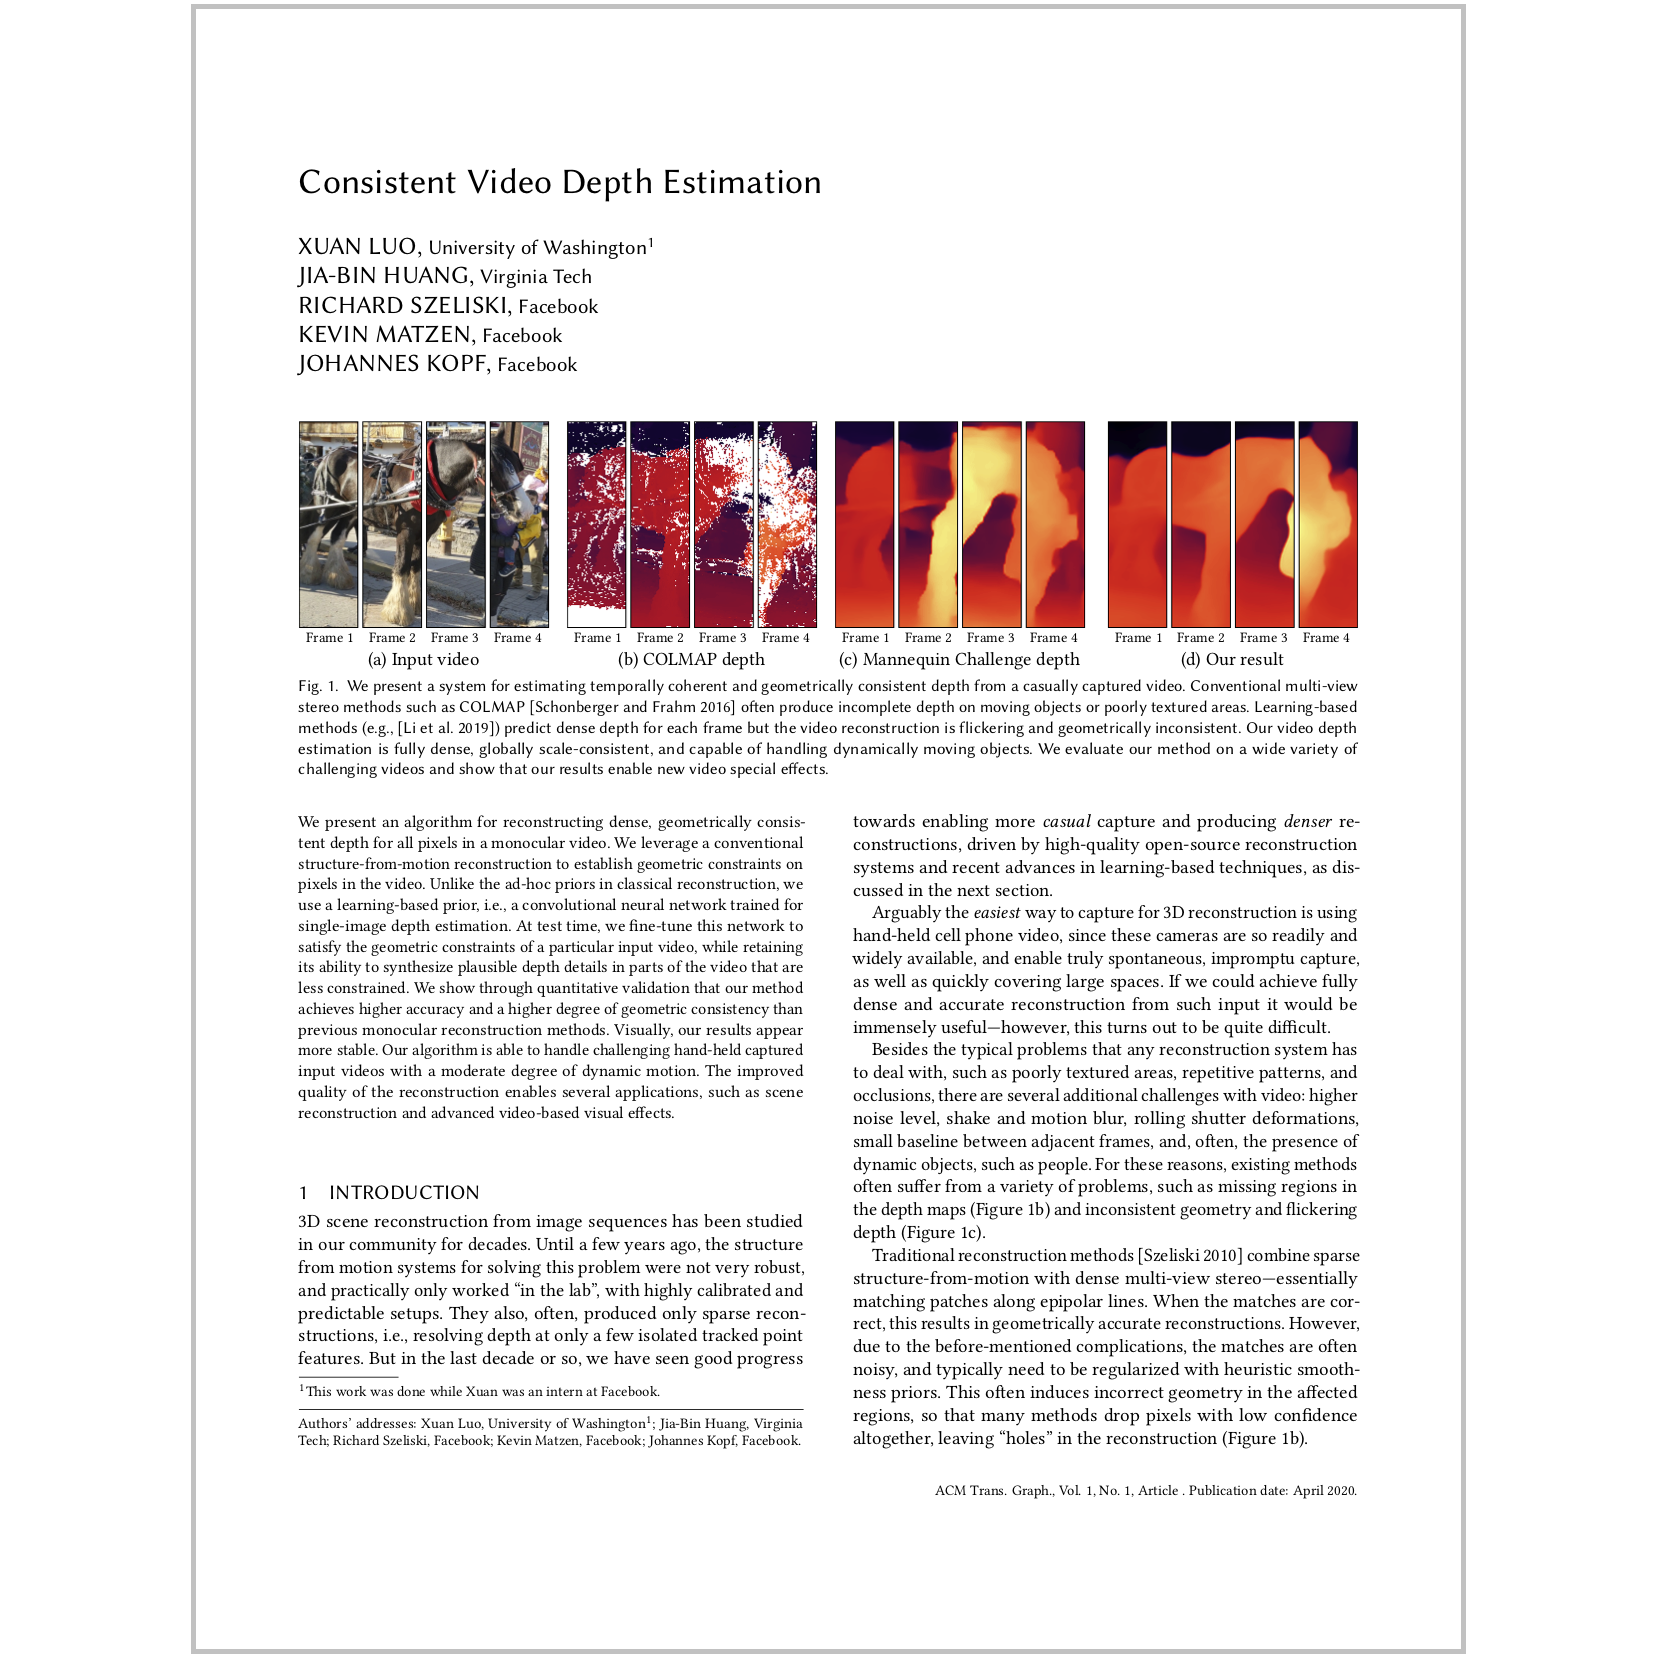 Consistent Video Depth Estimation
XUAN LUO, University of Washington1
JIA-BIN HUANG, Virginia Tech
RICHARD SZELISKI, Facebook
KEVIN MATZEN, Facebook
JOHANNES KOPF, Facebook
Frame 1 Frame 2 Frame 3 Frame 4
(a) Input video
Frame 1 Frame 2 Frame 3 Frame 4
(b) COLMAP depth
Frame 1 Frame 2 Frame 3 Frame 4
(c) Mannequin Challenge depth
Frame 1 Frame 2 Frame 3 Frame 4
(d) Our result
Fig. 1. We present a system for estimating temporally coherent and geometrically consistent depth from a casually captured video. Conventional multi-view
stereo methods such as COLMAP [Schonberger and Frahm 2016] often produce incomplete depth on moving objects or poorly textured areas. Learning-based
methods (e.g., [Li et al. 2019]) predict dense depth for each frame but the video reconstruction is flickering and geometrically inconsistent. Our video depth
estimation is fully dense, globally scale-consistent, and capable of handling dynamically moving objects. We evaluate our method on a wide variety of
challenging videos and show that our results enable new video special effects.
We present an algorithm for reconstructing dense, geometrically consis-
tent depth for all pixels in a monocular video. We leverage a conventional
structure-from-motion reconstruction to establish geometric constraints on
pixels in the video. Unlike the ad-hoc priors in classical reconstruction, we
use a learning-based prior, i.e., a convolutional neural network trained for
single-image depth estimation. At test time, we fine-tune this network to
satisfy the geometric constraints of a particular input video, while retaining
its ability to synthesize plausible depth details in parts of the video that are
less constrained. We show through quantitative validation that our method
achieves higher accuracy and a higher degree of geometric consistency than
previous monocular reconstruction methods. Visually, our results appear
more stable. Our algorithm is able to handle challenging hand-held captured
input videos with a moderate degree of dynamic motion. The improved
quality of the reconstruction enables several applications, such as scene
reconstruction and advanced video-based visual effects.
1 INTRODUCTION
3D scene reconstruction from image sequences has been studied
in our community for decades. Until a few years ago, the structure
from motion systems for solving this problem were not very robust,
and practically only worked “in the lab”, with highly calibrated and
predictable setups. They also, often, produced only sparse recon-
structions, i.e., resolving depth at only a few isolated tracked point
features. But in the last decade or so, we have seen good progress
1This work was done while Xuan was an intern at Facebook.
Authors’ addresses: Xuan Luo, University of Washington1; Jia-Bin Huang, Virginia
Tech; Richard Szeliski, Facebook; Kevin Matzen, Facebook; Johannes Kopf, Facebook.
towards enabling more casual capture and producing denser re-
constructions, driven by high-quality open-source reconstruction
systems and recent advances in learning-based techniques, as dis-
cussed in the next section.
Arguably the easiest way to capture for 3D reconstruction is using
hand-held cell phone video, since these cameras are so readily and
widely available, and enable truly spontaneous, impromptu capture,
as well as quickly covering large spaces. If we could achieve fully
dense and accurate reconstruction from such input it would be
immensely useful—however, this turns out to be quite difficult.
Besides the typical problems that any reconstruction system has
to deal with, such as poorly textured areas, repetitive patterns, and
occlusions, there are several additional challenges with video: higher
noise level, shake and motion blur, rolling shutter deformations,
small baseline between adjacent frames, and, often, the presence of
dynamic objects, such as people. For these reasons, existing methods
often suffer from a variety of problems, such as missing regions in
the depth maps (Figure 1b) and inconsistent geometry and flickering
depth (Figure 1c).
Traditional reconstruction methods [Szeliski 2010] combine sparse
structure-from-motion with dense multi-view stereo—essentially
matching patches along epipolar lines. When the matches are cor-
rect, this results in geometrically accurate reconstructions. However,
due to the before-mentioned complications, the matches are often
noisy, and typically need to be regularized with heuristic smooth-
ness priors. This often induces incorrect geometry in the affected
regions, so that many methods drop pixels with low confidence
altogether, leaving “holes” in the reconstruction (Figure 1b).
ACM Trans. Graph., Vol. 1, No. 1, Article . Publication date: April 2020.